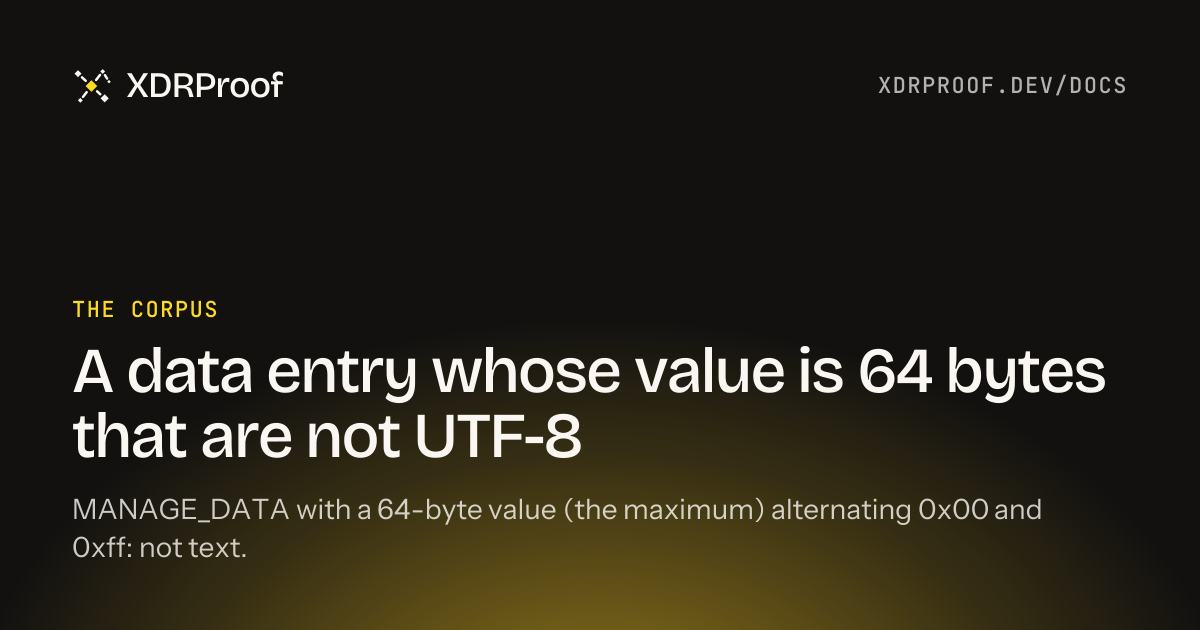 XDRProof
XDRPROOF.DEV/DOCS
THE CORPUS
A data entry whose value is 64 bytes
that are not UTF-8
MANAGE_DATA with a 64-byte value (the maximum) alternating 0x00 and
0xff: not text.